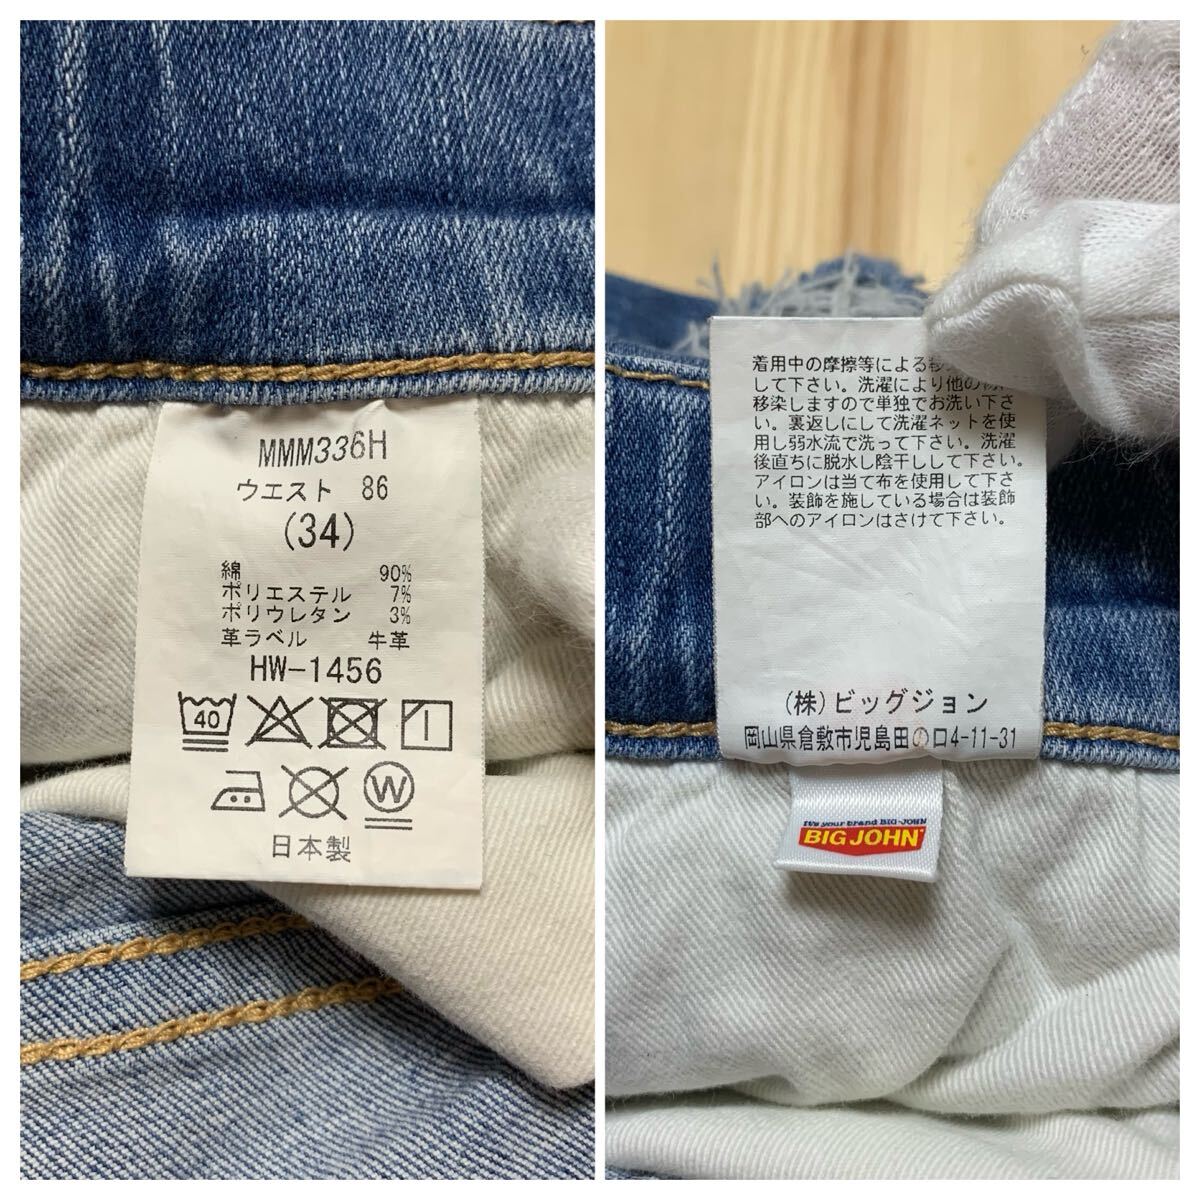 MMM336H
ウエスト 86
(34)
綿 90%
ポリエステル 7%
ポリウレタン 3%
革ラベル 牛革
HW-1456
40
W
日本製
着用中の摩擦等による移
して下さい。洗濯により他の物に
移染しますので単独でお洗い下さ
い。裏返しにして洗濯ネットを使
用し弱水流で洗って下さい。洗濯
後直ちに脱水し陰干しして下さい。
アイロンは当て布を使用して下さ
い。装飾を施している場合は装飾
部へのアイロンはさけて下さい。
(株)ビッグジョン
岡山県倉敷市児島田の口4-11-31
It's your brand BIG-JOHN
BIG JOHN